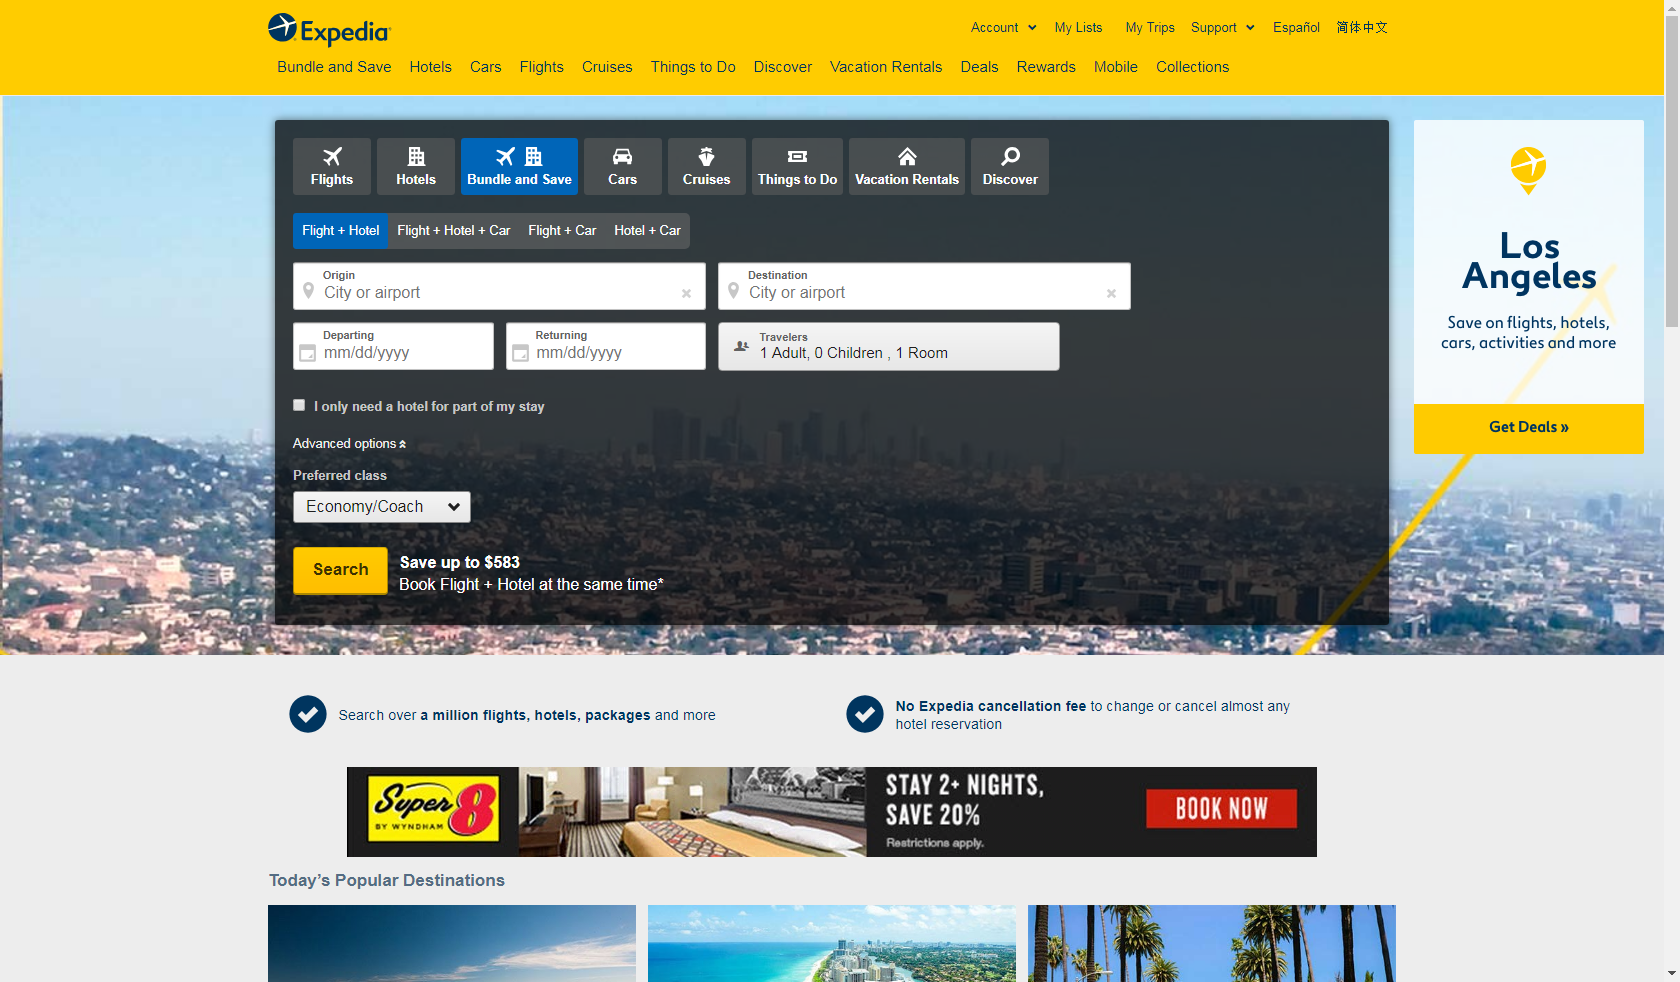 Expedia
Account
My Lists
My Trips
Support
Español
简体中文
Bundle and Save
Hotels
Cars
Flights
Cruises
Things to Do
Discover
Vacation Rentals
Deals
Rewards
Mobile
Collections
Flights
Hotels
Bundle and Save
Cars
Cruises
Things to Do
Vacation Rentals
Discover
Flight + Hotel
Flight + Hotel + Car
Flight + Car
Hotel + Car
Origin
City or airport
Destination
City or airport
Departing
mm/dd/yyyy
Returning
mm/dd/yyyy
Travelers
1 Adult, 0 Children , 1 Room
I only need a hotel for part of my stay
Advanced options
Preferred class
Economy/Coach
Search
Save up to $583
Book Flight + Hotel at the same time*
Los
Angeles
Save on flights, hotels,
cars, activities and more
Get Deals »
Search over a million flights, hotels, packages and more
No Expedia cancellation fee to change or cancel almost any
hotel reservation
Super 8
BY WYNDHAM
STAY 2+ NIGHTS,
SAVE 20%
Restrictions apply.
BOOK NOW
Today’s Popular Destinations